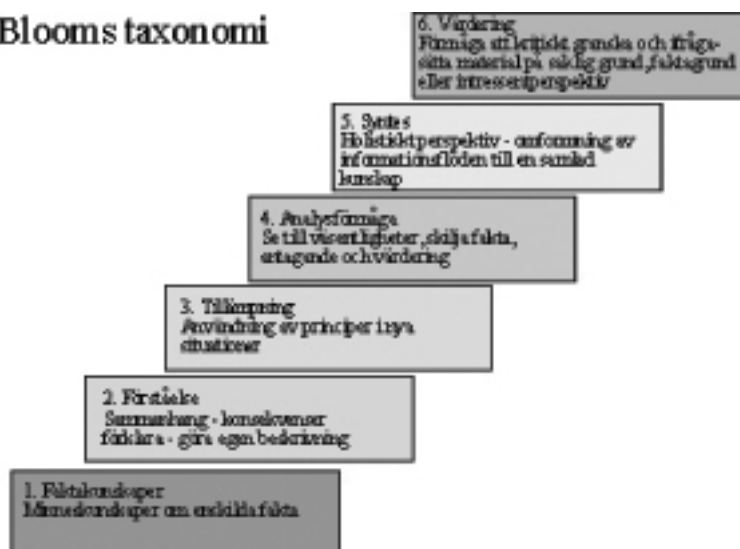 Blooms taxonomi
6. Värdering
Förmåga att kritiskt granska och ifråga-
sätta material på saklig grund, faktagrund
eller intressentperspektiv
5. Syntes
Holistiskt perspektiv - omformning av
informationsflöden till en samlad
kunskap
4. Analysförmåga
Se till väsentligheter, skilja fakta,
antagande och värdering
3. Tillämpning
Användning av principer i nya
situationer
2. Förståelse
Sammanhang - konsekvenser
förklara - göra egen beskrivning
1. Faktakunskaper
Minneskunskaper om enskilda fakta